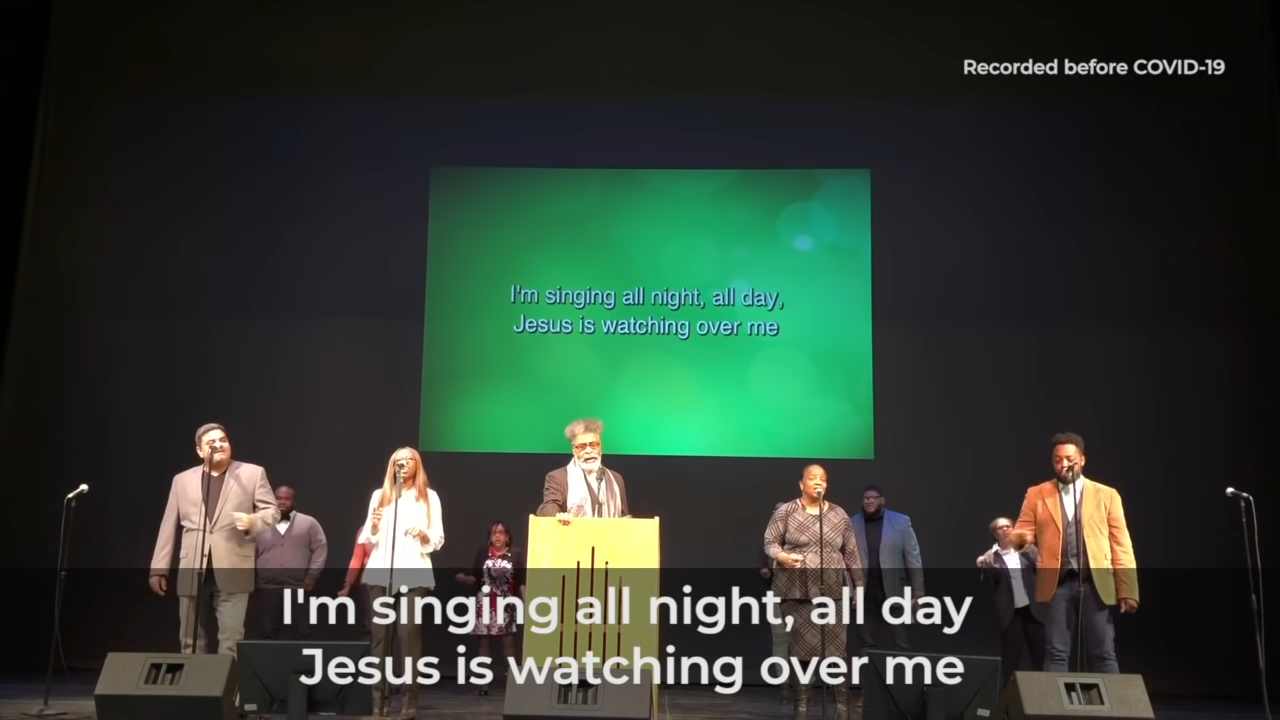 Recorded before COVID-19
I'm singing all night, all day,
Jesus is watching over me
I'm singing all night, all day
Jesus is watching over me